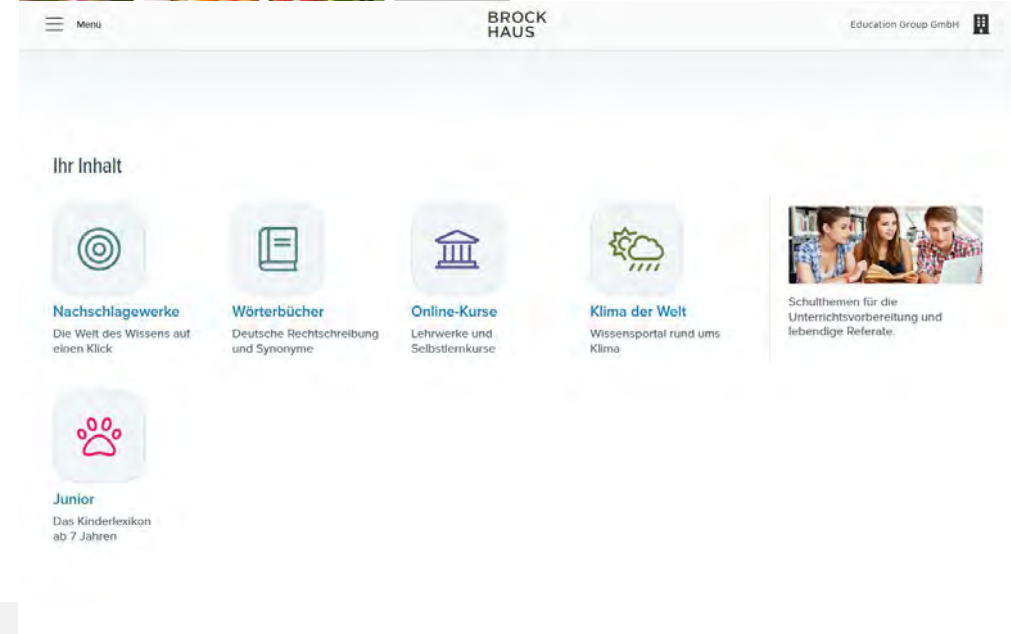 Menü
BROCK
HAUS
Education Group GmbH
Ihr Inhalt
Nachschlagewerke
Die Welt des Wissens auf
einen Klick
Wörterbücher
Deutsche Rechtschreibung
und Synonyme
Online-Kurse
Lehrwerke und
Selbstlernkurse
Klima der Welt
Wissensportal rund ums
Klima
Schulthemen für die
Unterrichtsvorbereitung und
lebendige Referate.
Junior
Das Kinderlexikon
ab 7 Jahren